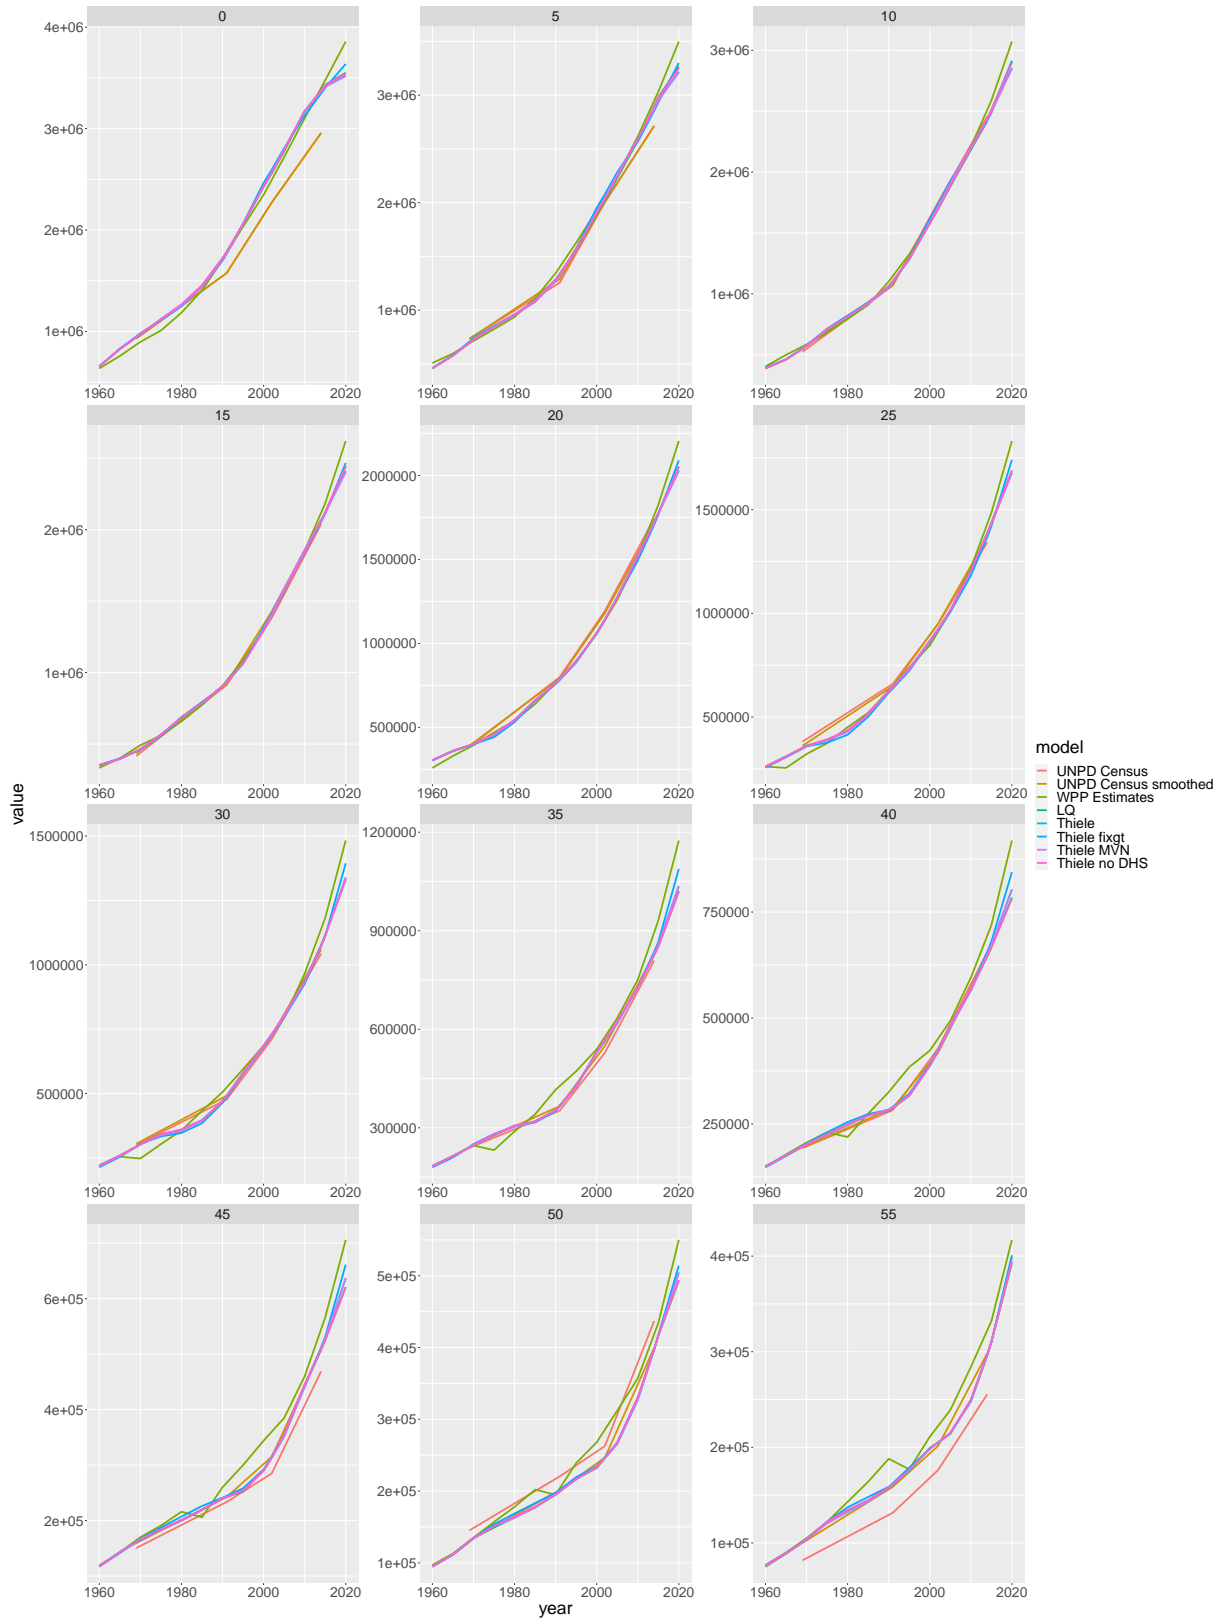 0
5
10
4e+06
3e+06
2e+06
1e+06
3e+06
2e+06
1e+06
3e+06
2e+06
1e+06
1960 1980 2000 2020
1960 1980 2000 2020
1960 1980 2000 2020
15
20
25
2e+06
1e+06
2000000
1500000
1000000
500000
1500000
1000000
500000
1960 1980 2000 2020
1960 1980 2000 2020
1960 1980 2000 2020
30
35
40
1500000
1000000
500000
1200000
900000
600000
300000
750000
500000
250000
1960 1980 2000 2020
1960 1980 2000 2020
1960 1980 2000 2020
45
50
55
6e+05
4e+05
2e+05
5e+05
4e+05
3e+05
2e+05
1e+05
4e+05
3e+05
2e+05
1e+05
1960 1980 2000 2020
1960 1980 2000 2020
1960 1980 2000 2020
value
year
model
UNPD Census
UNPD Census smoothed
WPP Estimates
LQ
Thiele
Thiele fixgt
Thiele MVN
Thiele no DHS